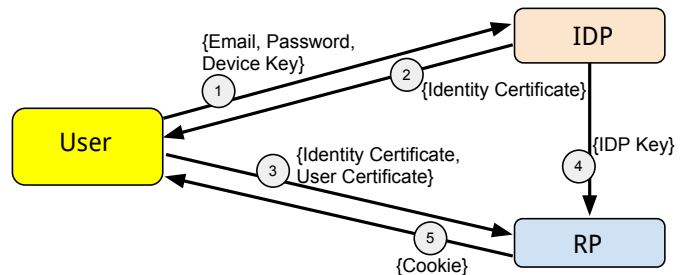 {Email, Password,
Device Key}
1
IDP
2
{Identity Certificate}
User
3
{Identity Certificate,
User Certificate}
4
{IDP Key}
5
{Cookie}
RP